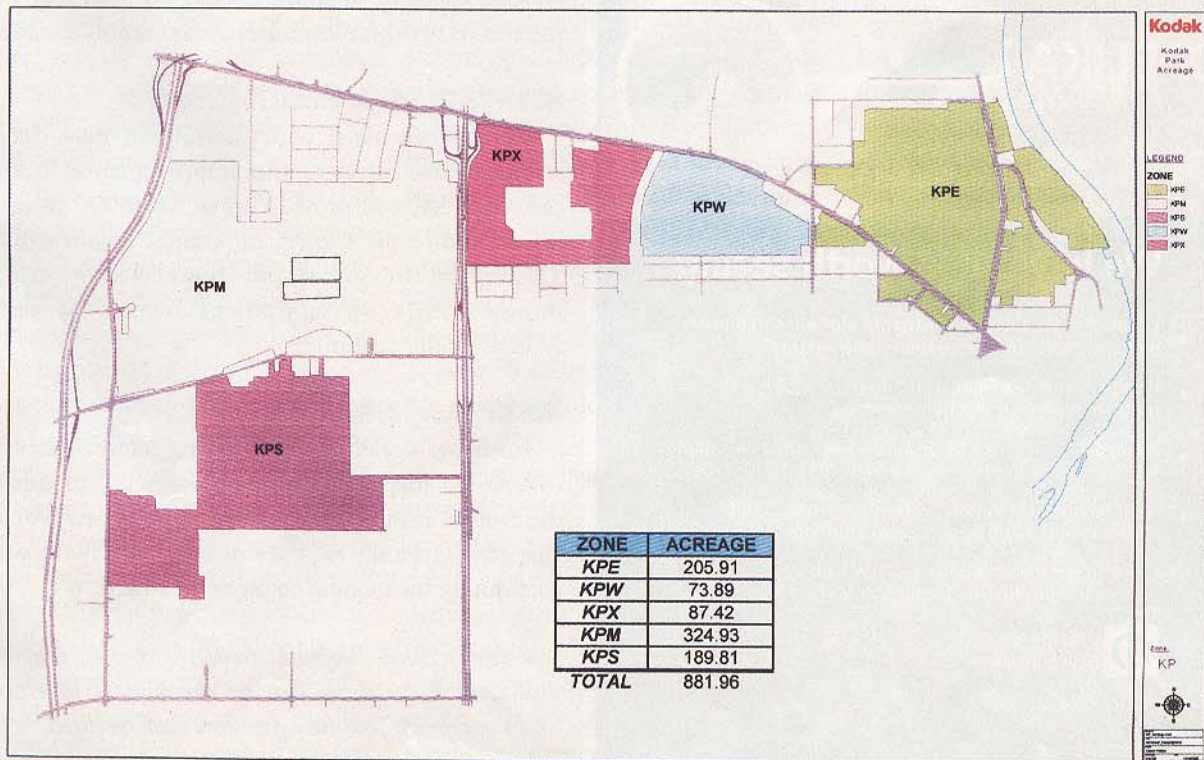 KPX
KPW
KPE
KPM
KPS
ZONE ACREAGE
KPE 205.91
KPW 73.89
KPX 87.42
KPM 324.93
KPS 189.81
TOTAL 881.96
Kodak
Kodak
Park
Acreage
LEGEND
ZONE
KPE
KPM
KPS
KPW
KPX
ZONE
KP